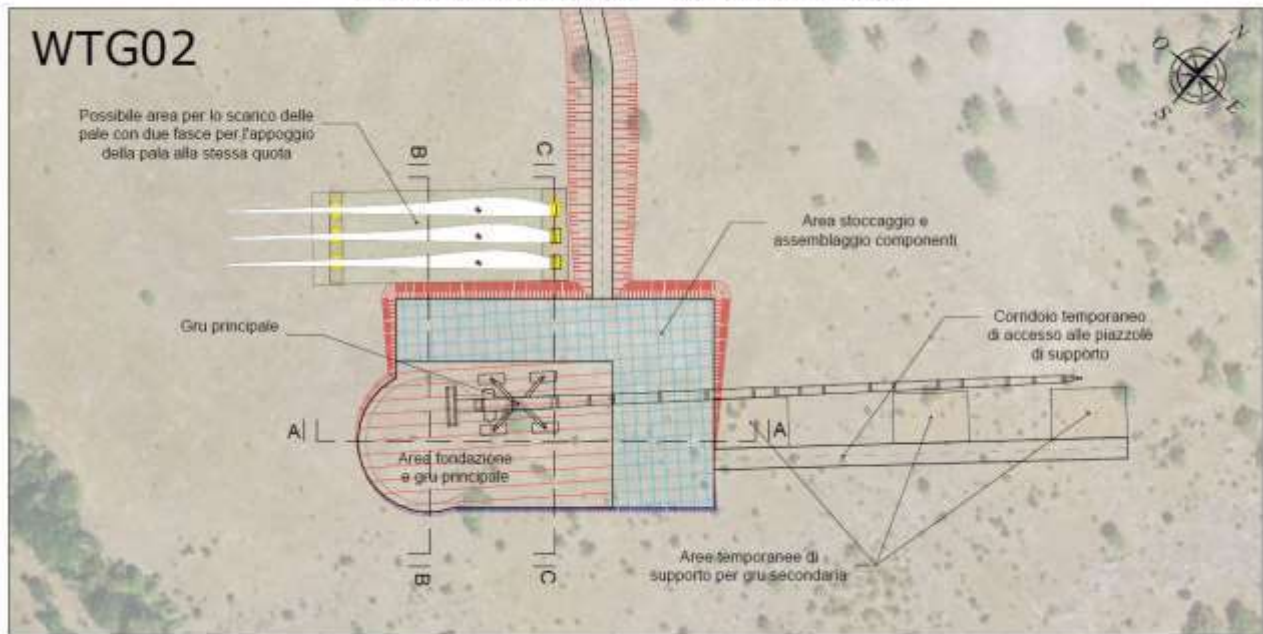 WTG02
N
O
E
S
Possibile area per lo scarico delle
pale con due fasce per l'appoggio
della pala alla stessa quota
B
C
Area stoccaggio e
assemblaggio componenti
Gru principale
Corridoio temporaneo
di accesso alle piazzole
di supporto
A
A
Area fondazione
e gru principale
Aree temporanee di
supporto per gru secondaria
B
C